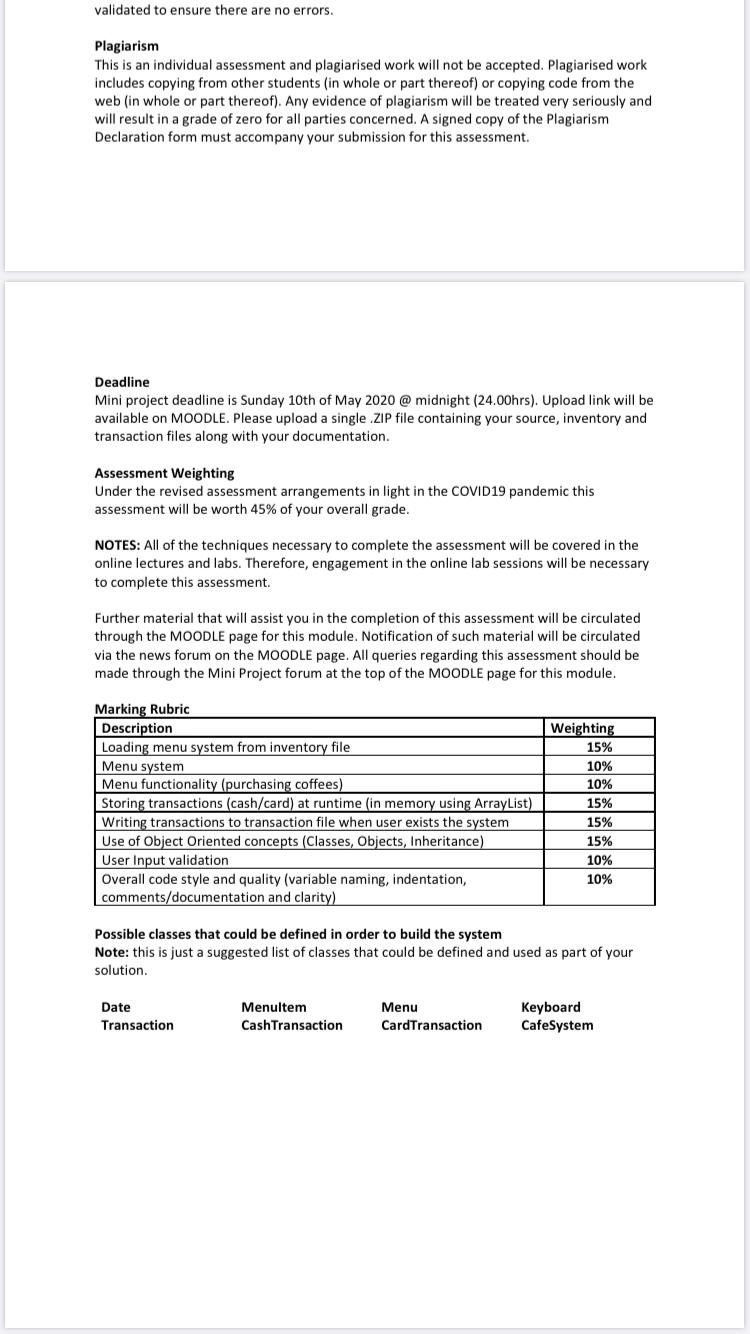 validated to ensure there are no errors.
Plagiarism
This is an individual assessment and plagiarised work will not be accepted. Plagiarised work
includes copying from other students (in whole or part thereof) or copying code from the
web (in whole or part thereof). Any evidence of plagiarism will be treated very seriously and
will result in a grade of zero for all parties concerned. A signed copy of the Plagiarism
Declaration form must accompany your submission for this assessment.
Deadline
Mini project deadline is Sunday 10th of May 2020 @ midnight (24.00hrs). Upload link will be
available on MOODLE. Please upload a single .ZIP file containing your source, inventory and
transaction files along with your documentation.
Assessment Weighting
Under the revised assessment arrangements in light in the COVID19 pandemic this
assessment will be worth 45% of your overall grade.
NOTES: All of the techniques necessary to complete the assessment will be covered in the
online lectures and labs. Therefore, engagement in the online lab sessions will be necessary
to complete this assessment.
Further material that will assist you in the completion of this assessment will be circulated
through the MOODLE page for this module. Notification of such material will be circulated
via the news forum on the MOODLE page. All queries regarding this assessment should be
made through the Mini Project forum at the top of the MOODLE page for this module.
Marking Rubric
Description Weighting
Loading menu system from inventory file 15%
Menu system 10%
Menu functionality (purchasing coffees) 10%
Storing transactions (cash/card) at runtime (in memory using ArrayList) 15%
Writing transactions to transaction file when user exists the system 15%
Use of Object Oriented concepts (Classes, Objects, Inheritance) 15%
User Input validation 10%
Overall code style and quality (variable naming, indentation, 10%
comments/documentation and clarity)
Possible classes that could be defined in order to build the system
Note: this is just a suggested list of classes that could be defined and used as part of your
solution.
Date MenuItem Menu Keyboard
Transaction CashTransaction CardTransaction CafeSystem